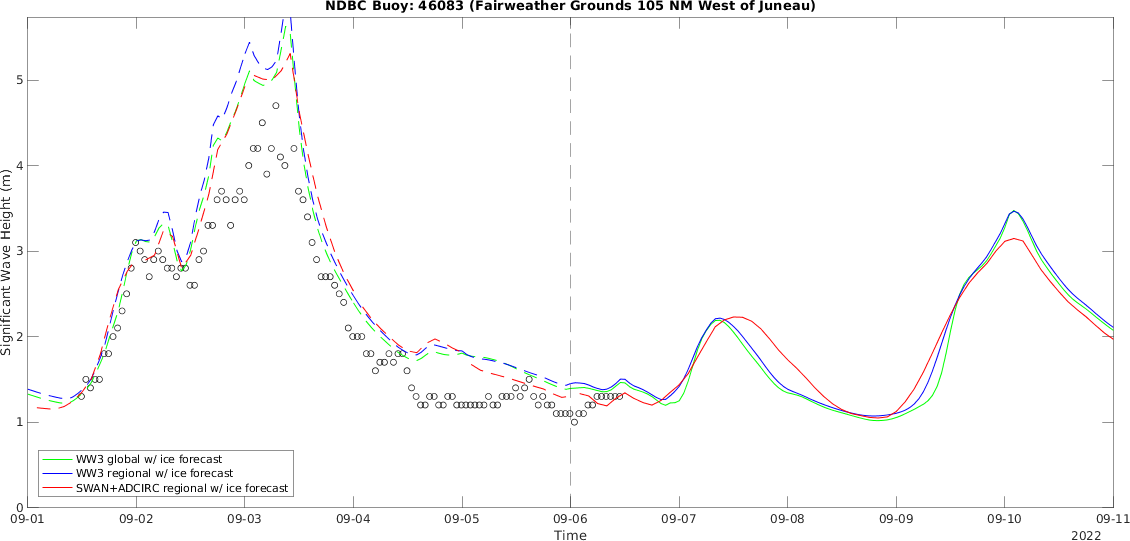 NDBC Buoy: 46083 (Fairweather Grounds 105 NM West of Juneau)
Significant Wave Height (m)
5
4
3
2
1
0
WW3 global w/ ice forecast
WW3 regional w/ ice forecast
SWAN+ADCIRC regional w/ ice forecast
09-01 09-02 09-03 09-04 09-05 09-06 09-07 09-08 09-09 09-10 09-11
Time
2022